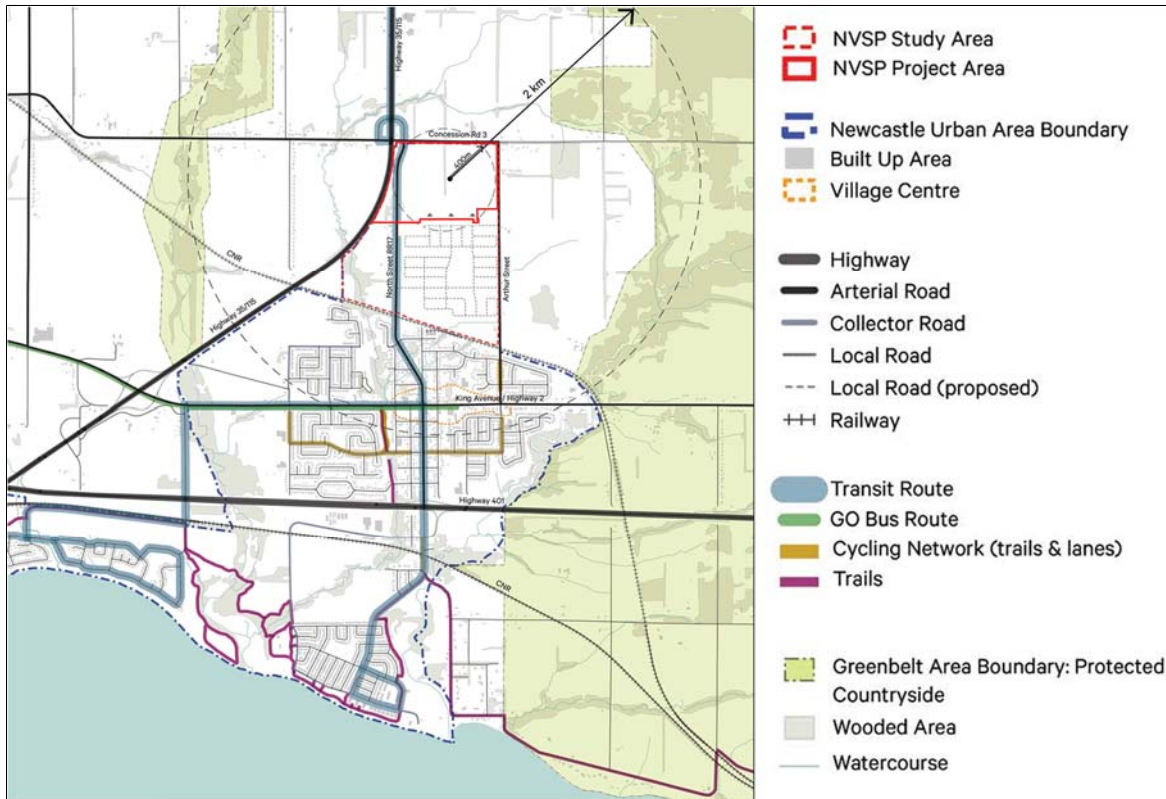 Highway 35/115
2 km
Concession Rd 3
400m
CNR
North Street RR17
Arthur Street
Highway 35/115
King Avenue / Highway 2
Highway 401
CNR
NVSP Study Area
NVSP Project Area
Newcastle Urban Area Boundary
Built Up Area
Village Centre
Highway
Arterial Road
Collector Road
Local Road
Local Road (proposed)
Railway
Transit Route
GO Bus Route
Cycling Network (trails & lanes)
Trails
Greenbelt Area Boundary: Protected
Countryside
Wooded Area
Watercourse